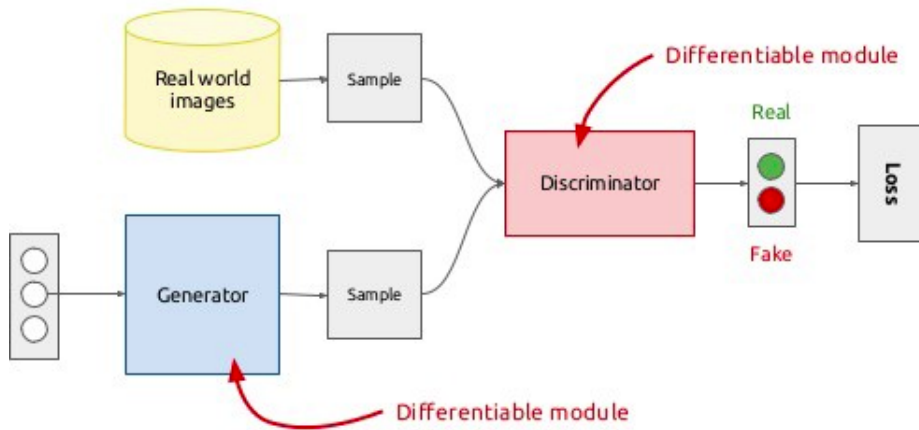 Differentiable module
Real world
images
Sample
Real
Discriminator
Loss
Fake
Generator
Sample
Differentiable module